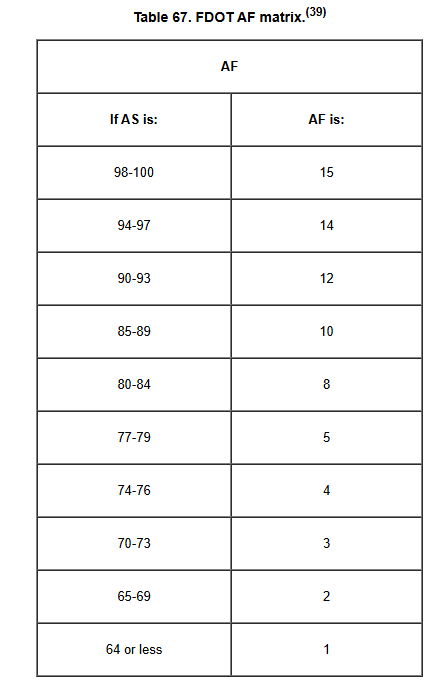 Table 67. FDOT AF matrix.(39)
AF
If AS is: AF is:
98-100 15
94-97 14
90-93 12
85-89 10
80-84 8
77-79 5
74-76 4
70-73 3
65-69 2
64 or less 1